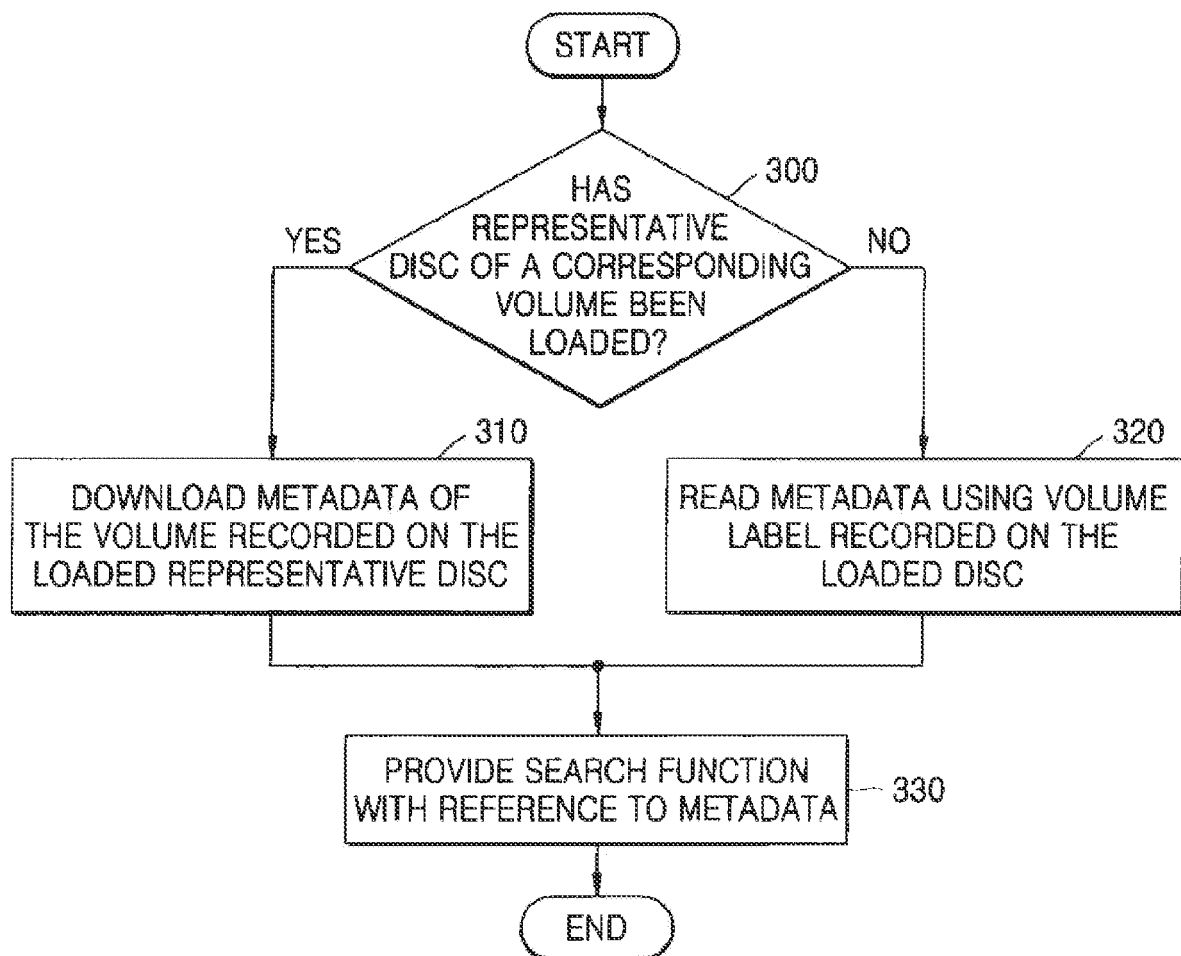 START
300
HAS
REPRESENTATIVE
DISC OF A CORRESPONDING
VOLUME BEEN
LOADED?
YES
NO
310
DOWNLOAD METADATA OF
THE VOLUME RECORDED ON THE
LOADED REPRESENTATIVE DISC
320
READ METADATA USING VOLUME
LABEL RECORDED ON THE
LOADED DISC
PROVIDE SEARCH FUNCTION
WITH REFERENCE TO METADATA
330
END